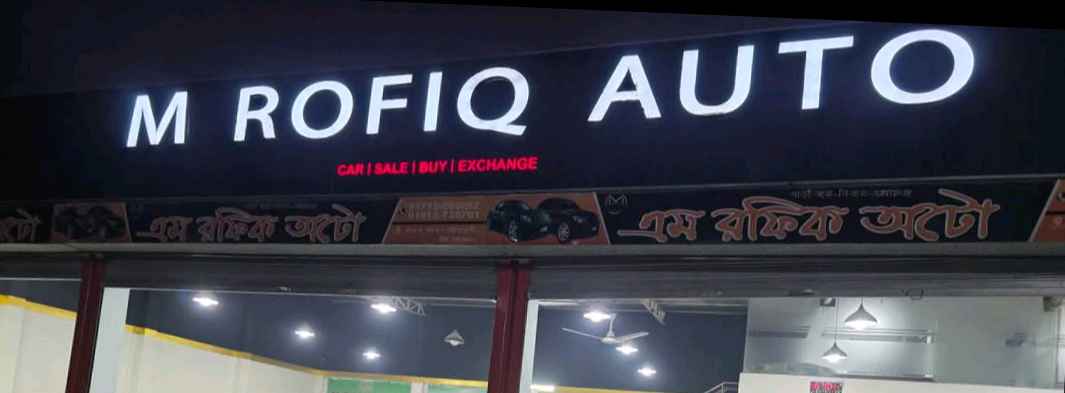 M ROFIQ AUTO
CAR | SALE | BUY | EXCHANGE
এম রফিক অটো
এম রফিক অটো